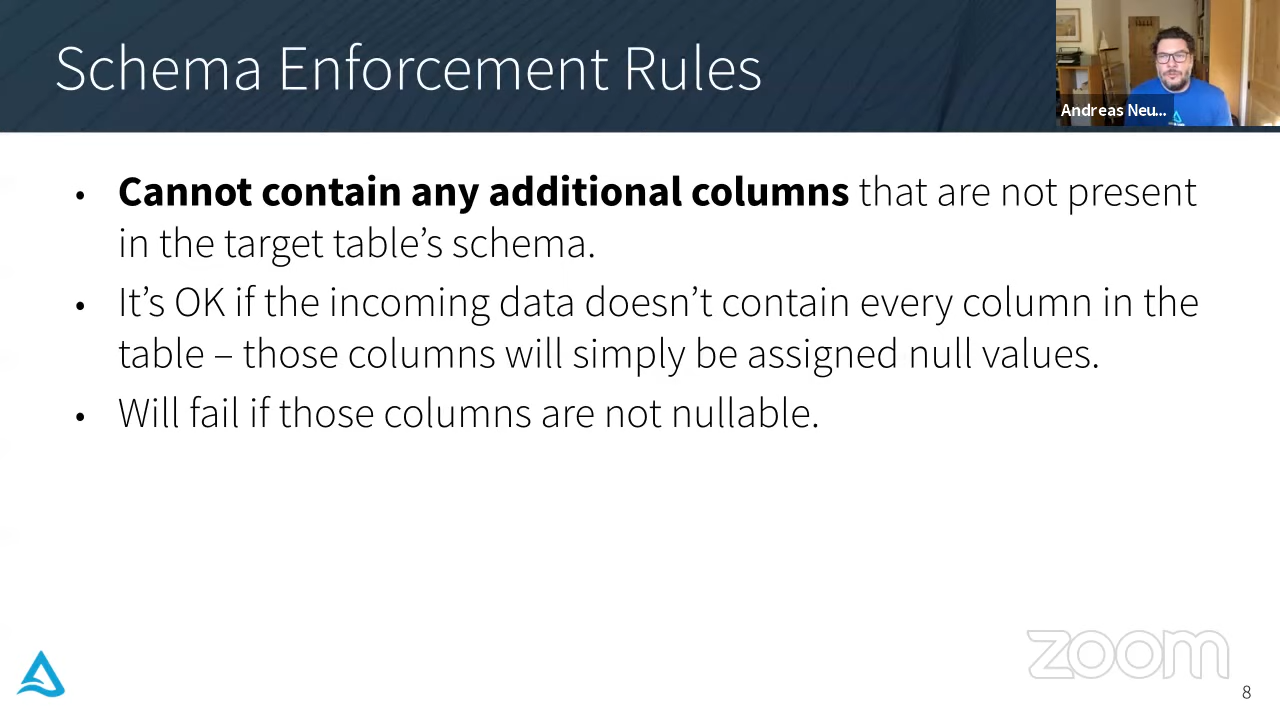 Schema Enforcement Rules
Andreas Neu...
• Cannot contain any additional columns that are not present
in the target table’s schema.
• It’s OK if the incoming data doesn’t contain every column in the
table – those columns will simply be assigned null values.
• Will fail if those columns are not nullable.
zoom
8